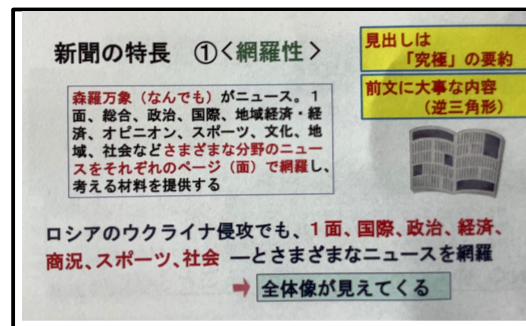 新聞の特長 ①<網羅性>
見出しは
「究極」の要約
前文に大事な内容
(逆三角形)
森羅万象(なんでも)がニュース。1
面、総合、政治、国際、地域経済・経
済、オピニオン、スポーツ、文化、地
域、社会などさまざまな分野のニュー
スをそれぞれのページ(面)で網羅し、
考える材料を提供する
ロシアのウクライナ侵攻でも、1面、国際、政治、経済、
商況、スポーツ、社会 ―とさまざまなニュースを網羅
➡ 全体像が見えてくる